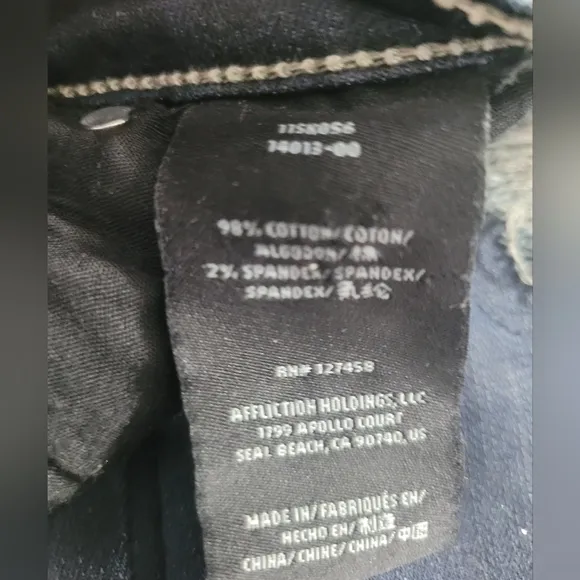 11SK056
14013-00
98% COTTON/COTON/
ALGODON/棉
2% SPANDEX/SPANDEX/
SPANDEX/氨纶
RN# 127458
AFFLICTION HOLDINGS, LLC
1799 APOLLO COURT
SEAL BEACH, CA 90740, US
MADE IN/FABRIQUÉS EN/
HECHO EN/制造
CHINA/CHINE/CHINA/中国